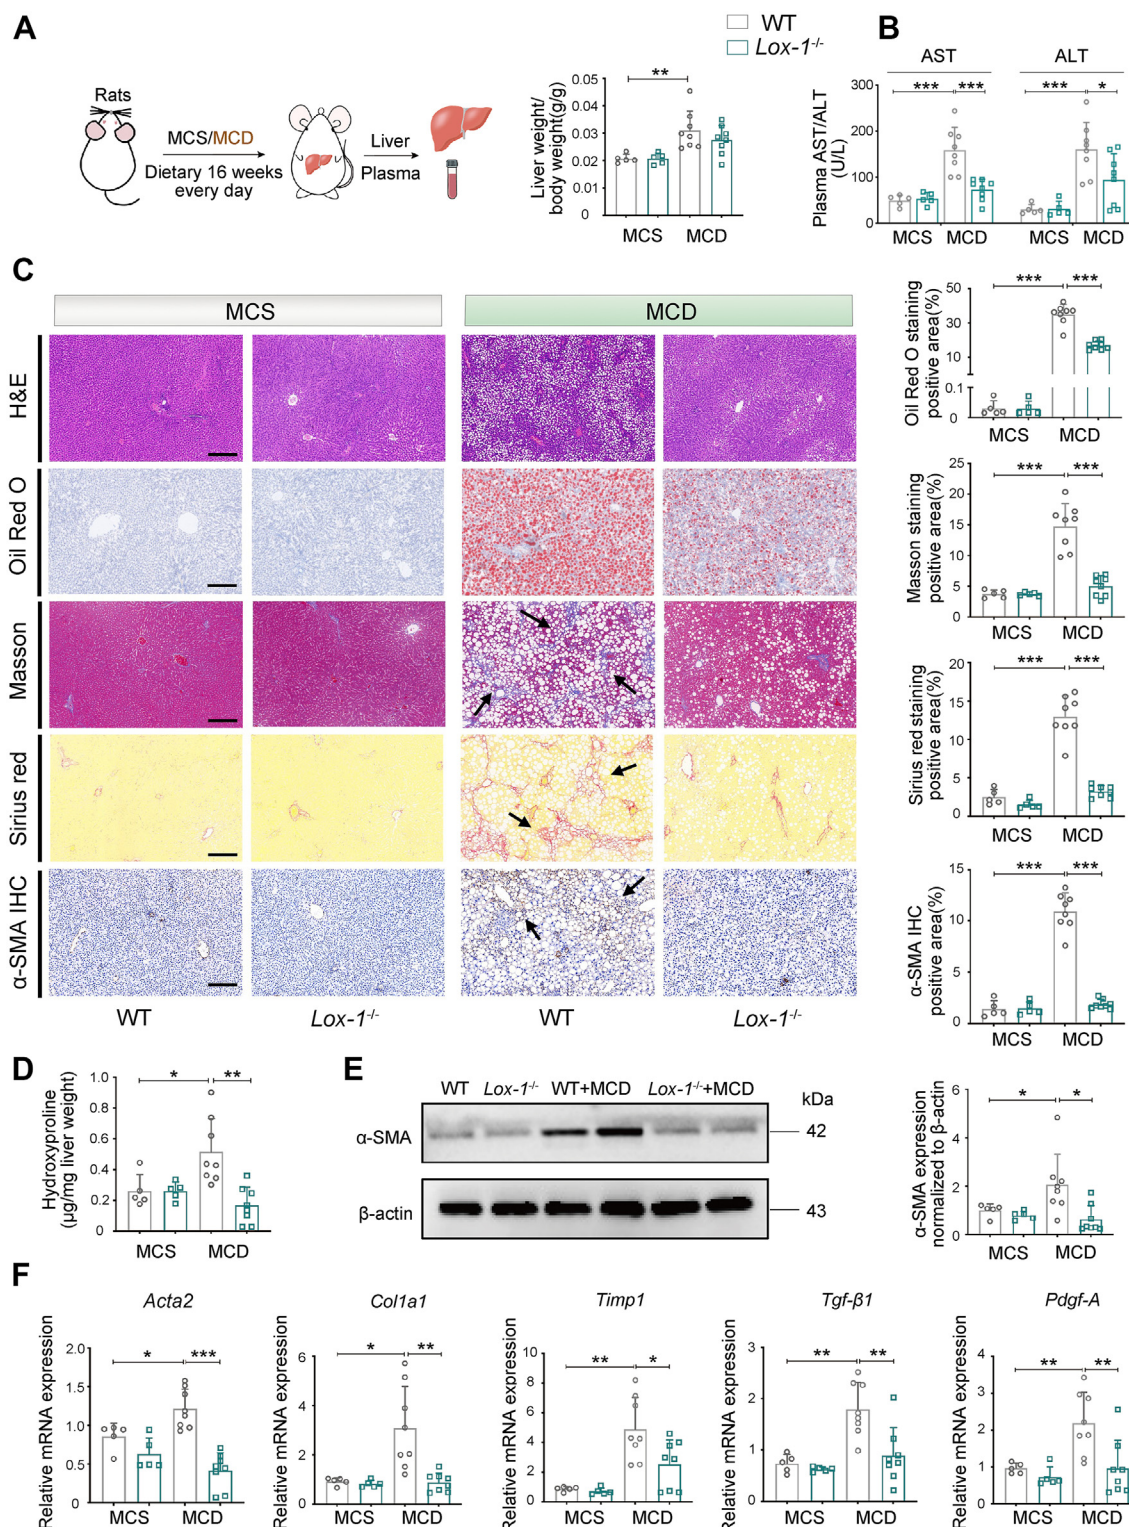 A
WT
Lox-1-/-
B
Rats
MCS/MCD
Dietary 16 weeks
every day
Liver
Plasma
Liver weight/
body weight(g/g)
0.05
0.04
0.03
0.02
0.01
0
**
MCS MCD
AST ALT
Plasma AST/ALT
(U/L)
300
200
100
0
*** *** *** *
MCS MCD MCS MCD
C
MCS MCD
H&E
Oil Red O
Masson
Sirius red
α-SMA IHC
WT Lox-1-/- WT Lox-1-/-
Oil Red O staining
positive area(%)
50
30
10
0.1
0
*** ***
MCS MCD
Masson staining
positive area(%)
25
20
15
10
5
0
*** ***
MCS MCD
Sirius red staining
positive area(%)
20
15
10
5
0
*** ***
MCS MCD
α-SMA IHC
positive area(%)
15
10
5
0
*** ***
MCS MCD
D
Hydroxyproline
(µg/mg liver weight)
1.0
0.8
0.6
0.4
0.2
0
* **
MCS MCD
E
WT Lox-1-/- WT+MCD Lox-1-/-+MCD
kDa
α-SMA 42
β-actin 43
α-SMA expression
normalized to β-actin
6
4
2
0
* *
MCS MCD
F
Acta2
Relative mRNA expression
2.0
1.5
1.0
0.5
0
* ***
MCS MCD
Col1a1
Relative mRNA expression
6
4
2
0
* **
MCS MCD
Timp1
Relative mRNA expression
10
8
6
4
2
0
** *
MCS MCD
Tgf-β1
Relative mRNA expression
3
2
1
0
** **
MCS MCD
Pdgf-A
Relative mRNA expression
4
3
2
1
0
** **
MCS MCD